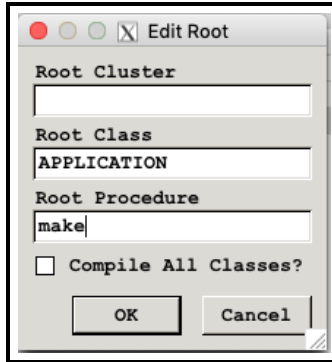 Edit Root
Root Cluster
Root Class
APPLICATION
Root Procedure
make
Compile All Classes?
OK Cancel